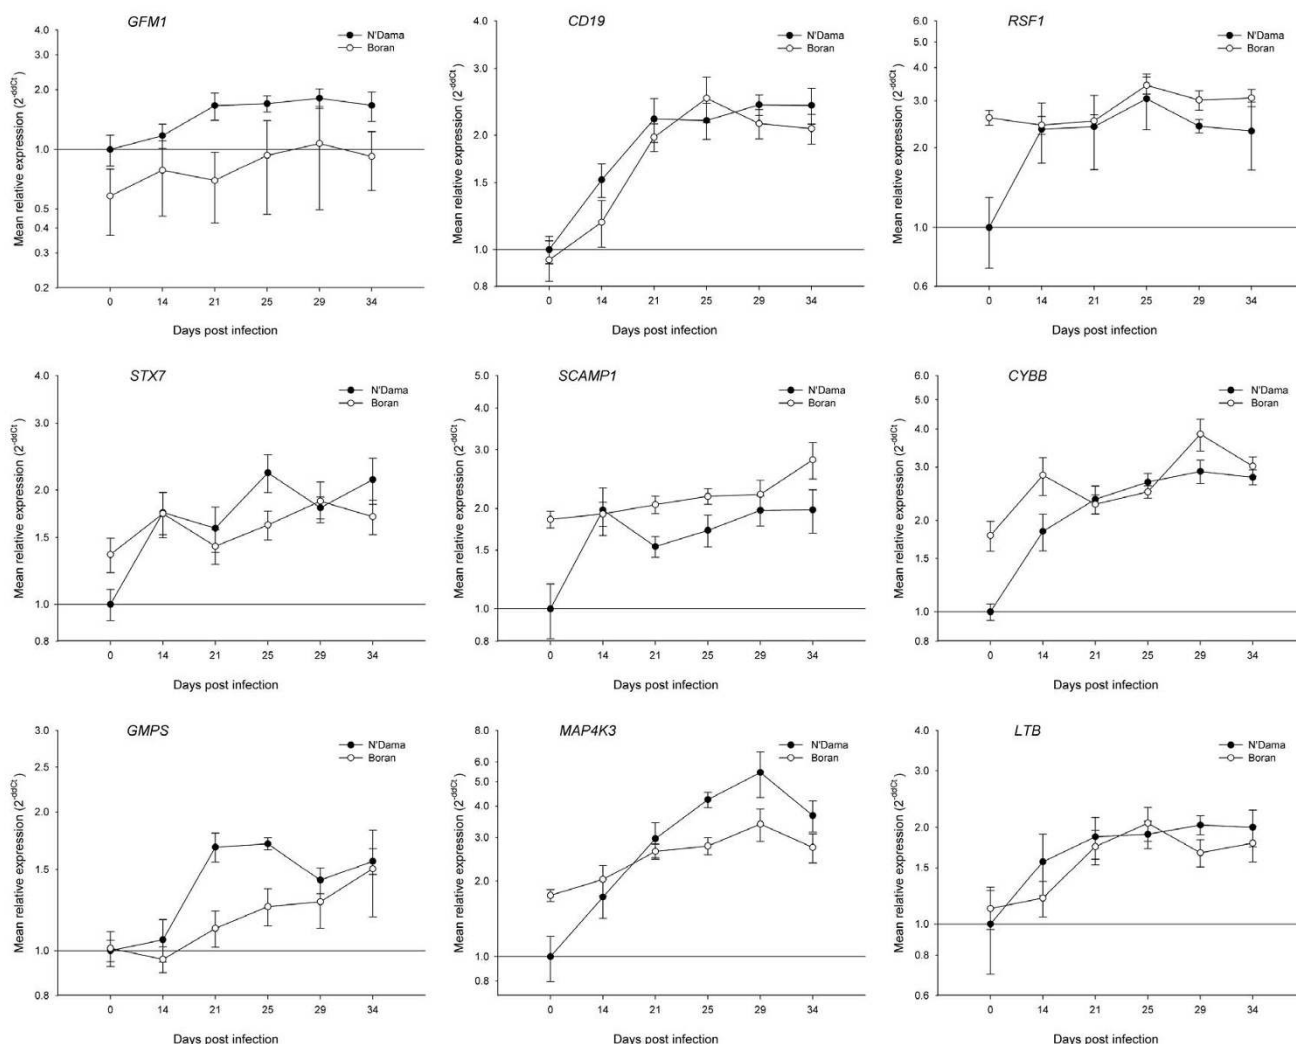 GFM1
N'Dama
Boran
Mean relative expression (2^-ddCt)
4.0
3.0
2.0
1.0
0.5
0.4
0.3
0.2
0 14 21 25 29 34
Days post infection
CD19
N'Dama
Boran
Mean relative expression (2^-ddCt)
4.0
3.0
2.0
1.5
1.0
0.8
0 14 21 25 29 34
Days post infection
RSF1
N'Dama
Boran
Mean relative expression (2^-ddCt)
6.0
5.0
4.0
3.0
2.0
1.0
0.6
0 14 21 25 29 34
Days post infection
STX7
N'Dama
Boran
Mean relative expression (2^-ddCt)
4.0
3.0
2.0
1.5
1.0
0.8
0 14 21 25 29 34
Days post infection
SCAMP1
N'Dama
Boran
Mean relative expression (2^-ddCt)
5.0
4.0
3.0
2.0
1.5
1.0
0.8
0 14 21 25 29 34
Days post infection
CYBB
N'Dama
Boran
Mean relative expression (2^-ddCt)
6.0
5.0
4.0
3.0
2.0
1.5
1.0
0.8
0 14 21 25 29 34
Days post infection
GMPS
N'Dama
Boran
Mean relative expression (2^-ddCt)
3.0
2.5
2.0
1.5
1.0
0.8
0 14 21 25 29 34
Days post infection
MAP4K3
N'Dama
Boran
Mean relative expression (2^-ddCt)
8.0
6.0
5.0
4.0
3.0
2.0
1.0
0.8
0 14 21 25 29 34
Days post infection
LTB
N'Dama
Boran
Mean relative expression (2^-ddCt)
4.0
3.0
2.0
1.5
1.0
0.8
0.6
0 14 21 25 29 34
Days post infection